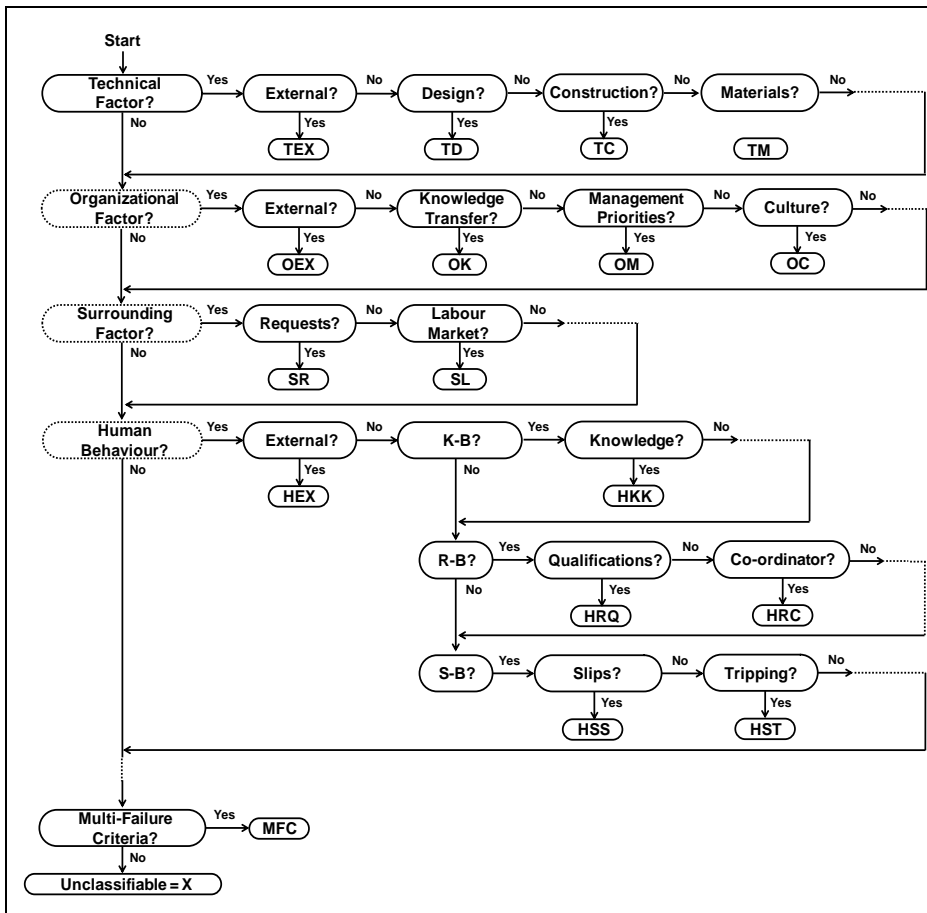 Start
Technical
Factor?
Yes
External?
No
Design?
No
Construction?
No
Materials?
No
No
Yes
Yes
Yes
TEX
TD
TC
TM
Organizational
Factor?
Yes
External?
No
Knowledge
Transfer?
No
Management
Priorities?
No
Culture?
No
No
Yes
Yes
Yes
Yes
OEX
OK
OM
OC
Surrounding
Factor?
Yes
Requests?
No
Labour
Market?
No
No
Yes
Yes
SR
SL
Human
Behaviour?
Yes
External?
No
K-B?
Yes
Knowledge?
No
No
Yes
No
Yes
HEX
HKK
R-B?
Yes
Qualifications?
No
Co-ordinator?
No
No
Yes
Yes
HRQ
HRC
S-B?
Yes
Slips?
No
Tripping?
No
Yes
Yes
HSS
HST
Multi-Failure
Criteria?
Yes
MFC
No
Unclassifiable = X